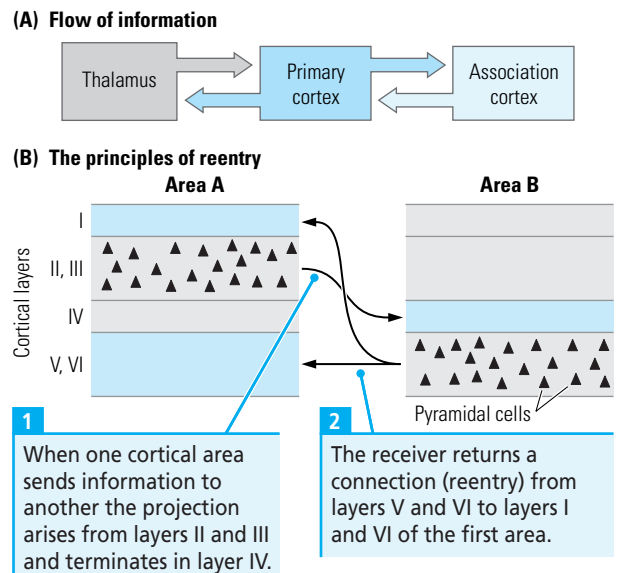 (A) Flow of information
Thalamus
Primary
cortex
Association
cortex
(B) The principles of reentry
Area A
Area B
Cortical layers
I
II, III
IV
V, VI
Pyramidal cells
1
When one cortical area
sends information to
another the projection
arises from layers II and III
and terminates in layer IV.
2
The receiver returns a
connection (reentry) from
layers V and VI to layers I
and VI of the first area.